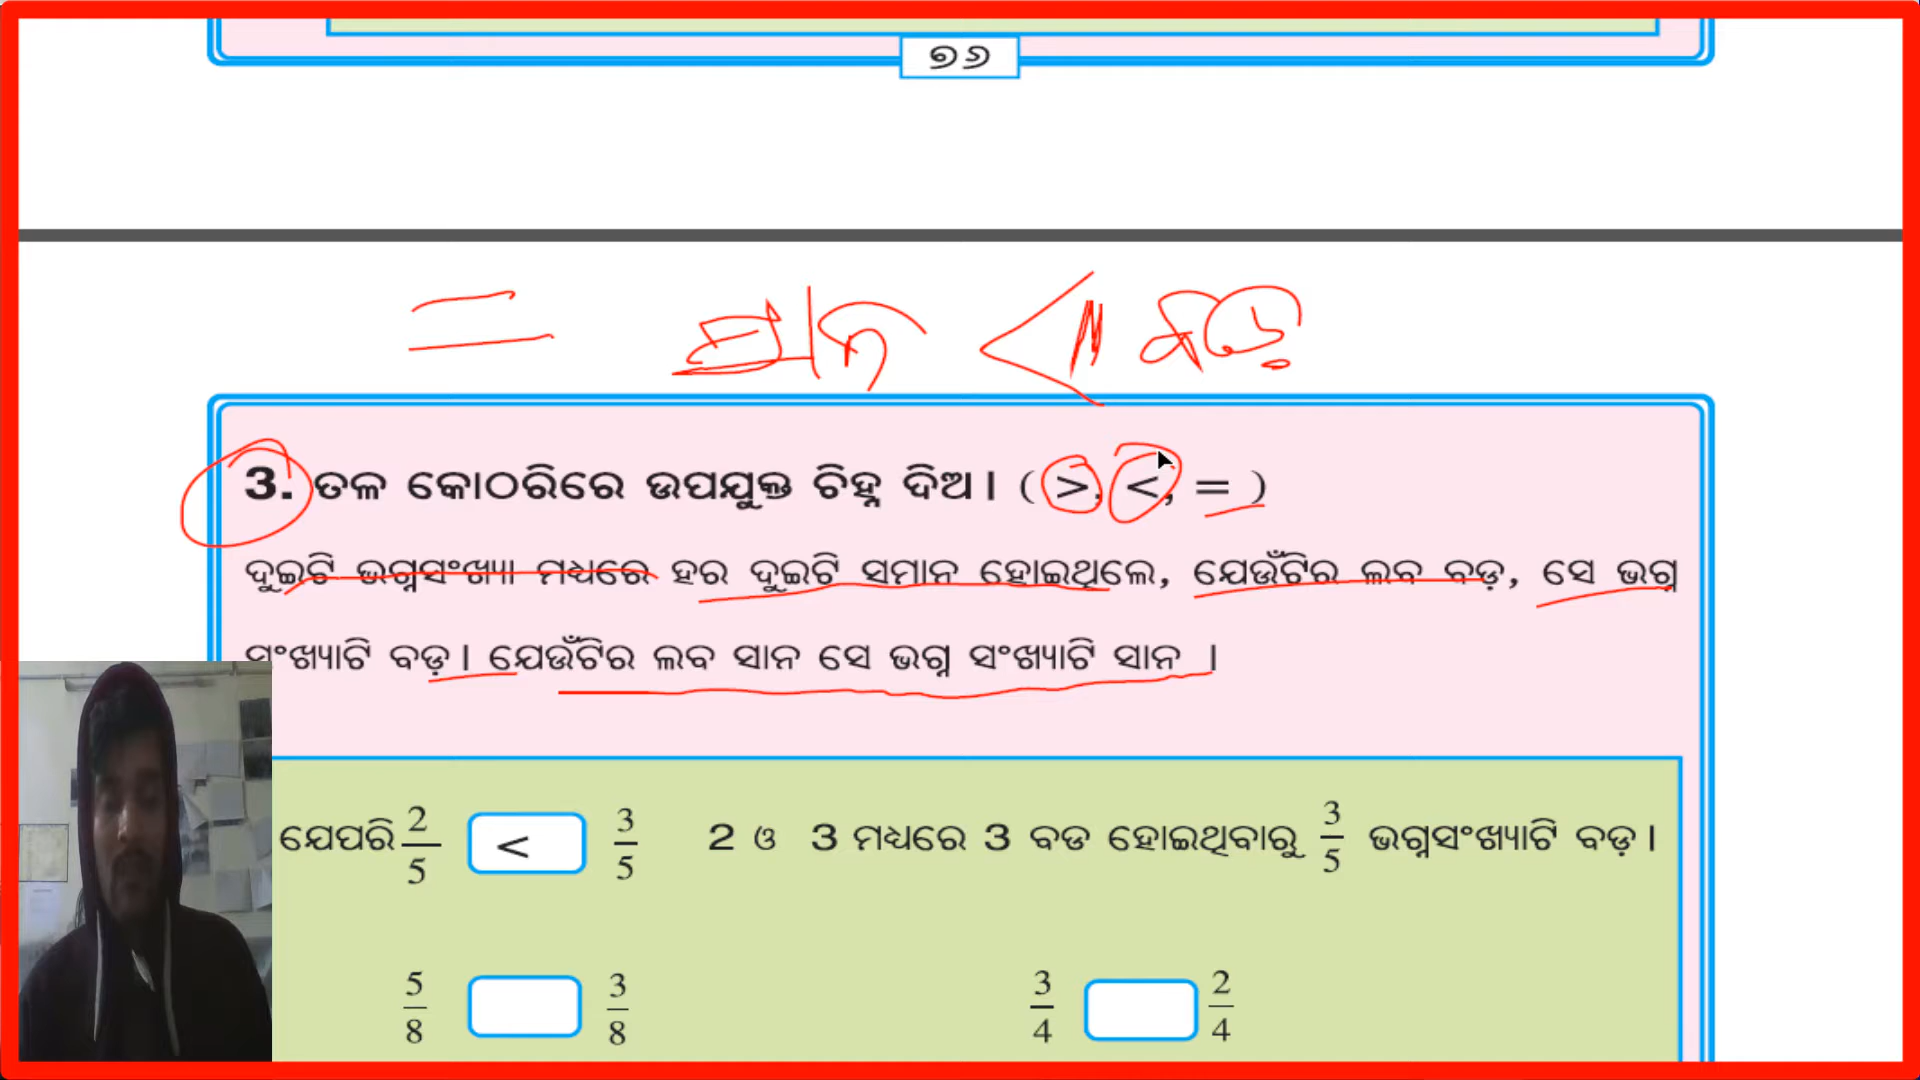 ୭୬
= ସାନ < ବଡ଼
3. ତଳ କୋଠରିରେ ଉପଯୁକ୍ତ ଚିହ୍ନ ଦିଅ । ( >, <, = )
ଦୁଇଟି ଭଗ୍ନସଂଖ୍ୟା ମଧ୍ୟରେ ହର ଦୁଇଟି ସମାନ ହୋଇଥିଲେ, ଯେଉଁଟିର ଲବ ବଡ଼, ସେ ଭଗ୍ନ
ସଂଖ୍ୟାଟି ବଡ଼ । ଯେଉଁଟିର ଲବ ସାନ ସେ ଭଗ୍ନ ସଂଖ୍ୟାଟି ସାନ ।
ଯେପରି 2/5 < 3/5 2 ଓ 3 ମଧ୍ୟରେ 3 ବଡ ହୋଇଥିବାରୁ 3/5 ଭଗ୍ନସଂଖ୍ୟାଟି ବଡ଼ ।
5/8 3/8 3/4 2/4